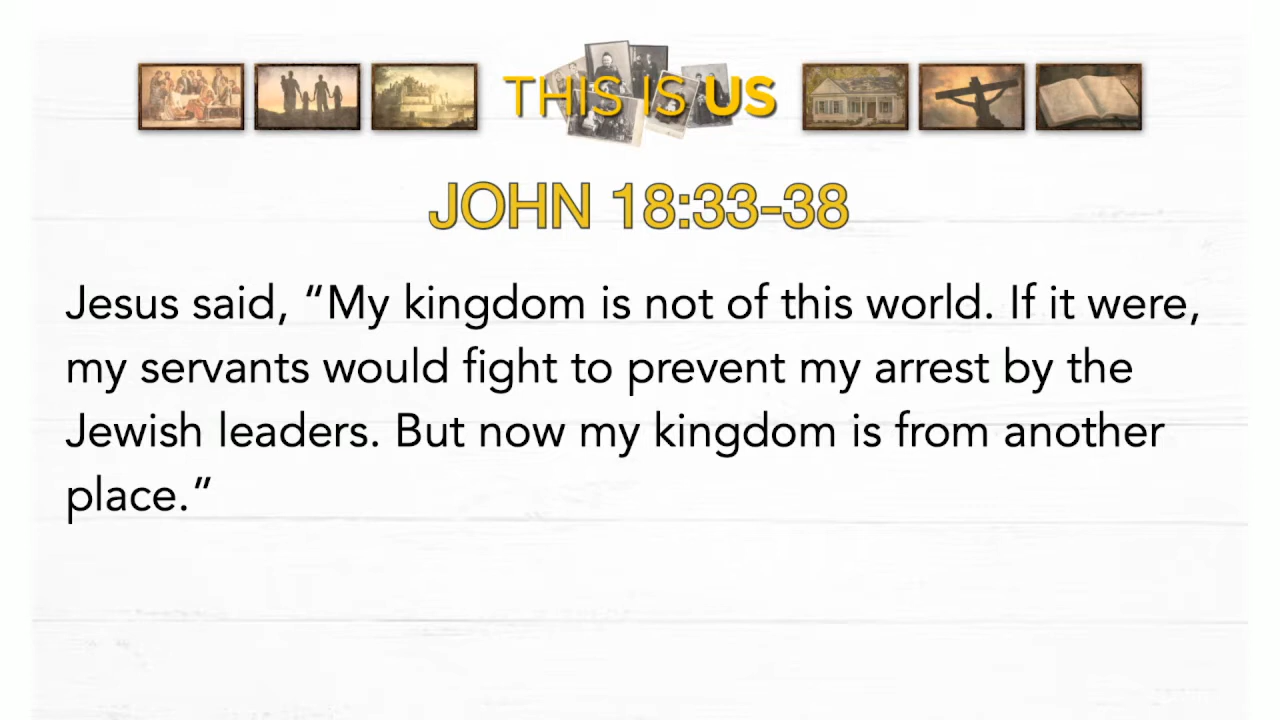 THIS IS US
JOHN 18:33-38
Jesus said, “My kingdom is not of this world. If it were,
my servants would fight to prevent my arrest by the
Jewish leaders. But now my kingdom is from another
place.”